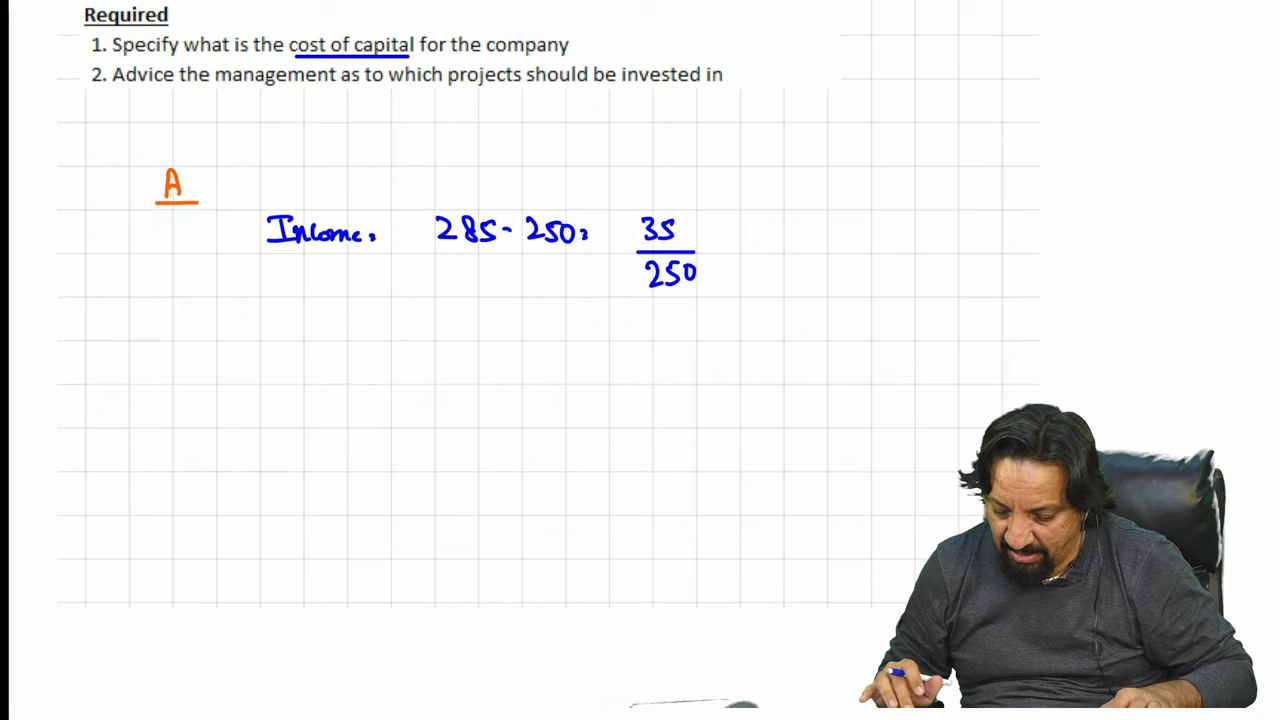 Required
1. Specify what is the cost of capital for the company
2. Advice the management as to which projects should be invested in
A
Income = 285 - 250 = 35
250